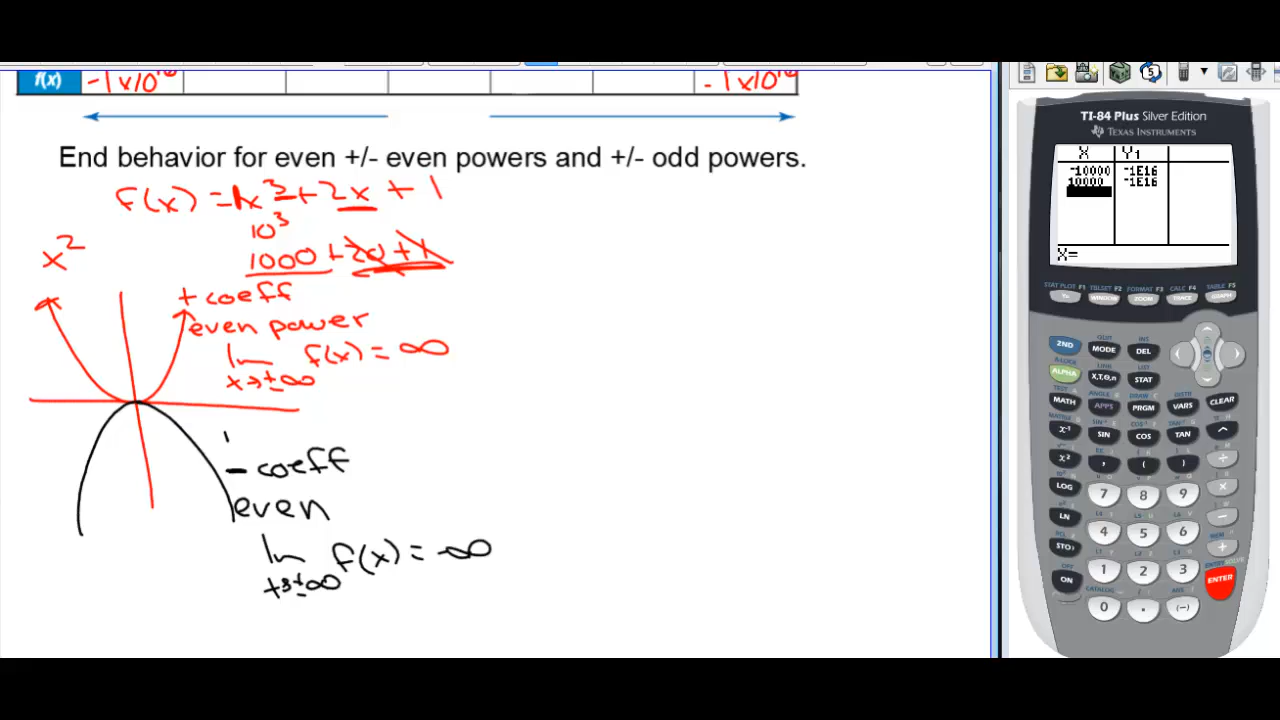 f(x) -1x10^16 -1x10^16
End behavior for even +/- even powers and +/- odd powers.
f(x) = 1x^3 + 2x + 1
10^3
1000 + 20 + 1
x^2
+ coeff
even power
lim f(x) = ∞
x→±∞
- coeff
even
lim f(x) = -∞
x→±∞
TI-84 Plus Silver Edition
TEXAS INSTRUMENTS
X Y1
-10000 -1E16
10000 -1E16
X=
STAT PLOT F1 TBLSET F2 FORMAT F3 CALC F4 TABLE F5
Y= WINDOW ZOOM TRACE GRAPH
2ND MODE DEL
QUIT INS
ALPHA X,T,Θ,n STAT
LINK LIST
MATH APPS PRGM VARS CLEAR
x-1 SIN COS TAN ^
x2 , ( ) ÷
LOG 7 8 9 ×
LN 4 5 6 −
STO› 1 2 3 +
ON 0 . (-) ENTER